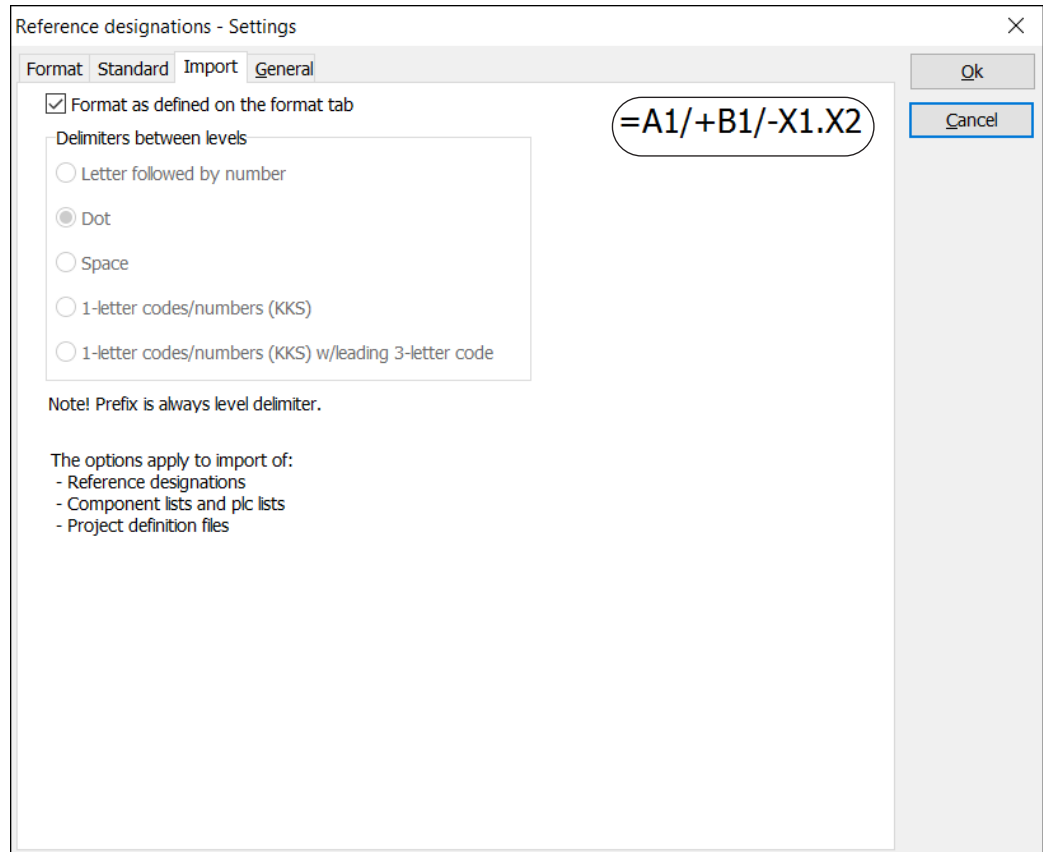 Reference designations - Settings
Format Standard Import General
Ok
Format as defined on the format tab
=A1/+B1/-X1.X2
Cancel
Delimiters between levels
Letter followed by number
Dot
Space
1-letter codes/numbers (KKS)
1-letter codes/numbers (KKS) w/leading 3-letter code
Note! Prefix is always level delimiter.
The options apply to import of:
- Reference designations
- Component lists and plc lists
- Project definition files